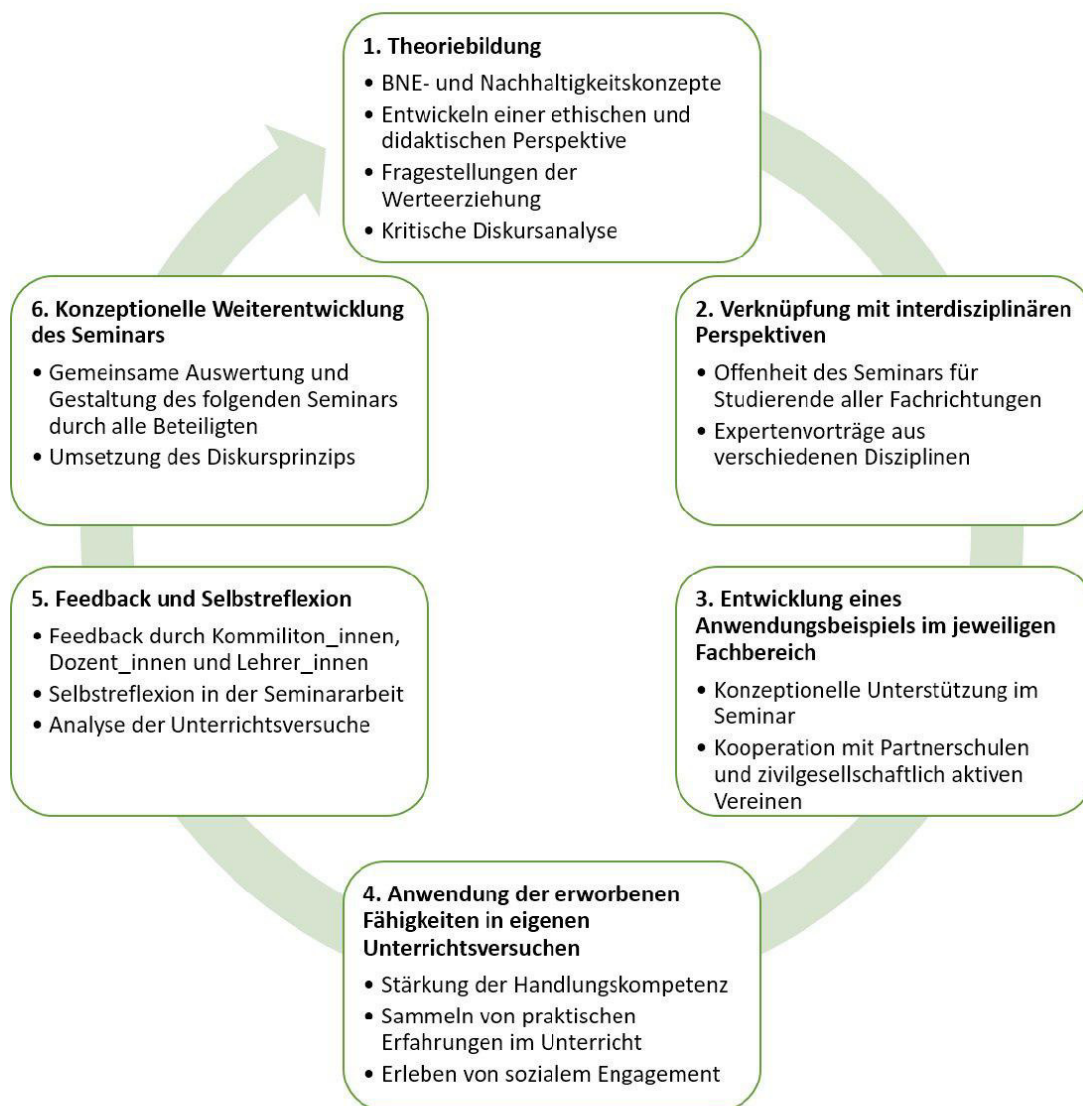 1. Theoriebildung
• BNE- und Nachhaltigkeitskonzepte
• Entwickeln einer ethischen und
didaktischen Perspektive
• Fragestellungen der
Werteerziehung
• Kritische Diskursanalyse
2. Verknüpfung mit interdisziplinären
Perspektiven
• Offenheit des Seminars für
Studierende aller Fachrichtungen
• Expertenvorträge aus
verschiedenen Disziplinen
3. Entwicklung eines
Anwendungsbeispiels im jeweiligen
Fachbereich
• Konzeptionelle Unterstützung im
Seminar
• Kooperation mit Partnerschulen
und zivilgesellschaftlich aktiven
Vereinen
4. Anwendung der erworbenen
Fähigkeiten in eigenen
Unterrichtsversuchen
• Stärkung der Handlungskompetenz
• Sammeln von praktischen
Erfahrungen im Unterricht
• Erleben von sozialem Engagement
5. Feedback und Selbstreflexion
• Feedback durch Kommiliton_innen,
Dozent_innen und Lehrer_innen
• Selbstreflexion in der Seminararbeit
• Analyse der Unterrichtsversuche
6. Konzeptionelle Weiterentwicklung
des Seminars
• Gemeinsame Auswertung und
Gestaltung des folgenden Seminars
durch alle Beteiligten
• Umsetzung des Diskursprinzips